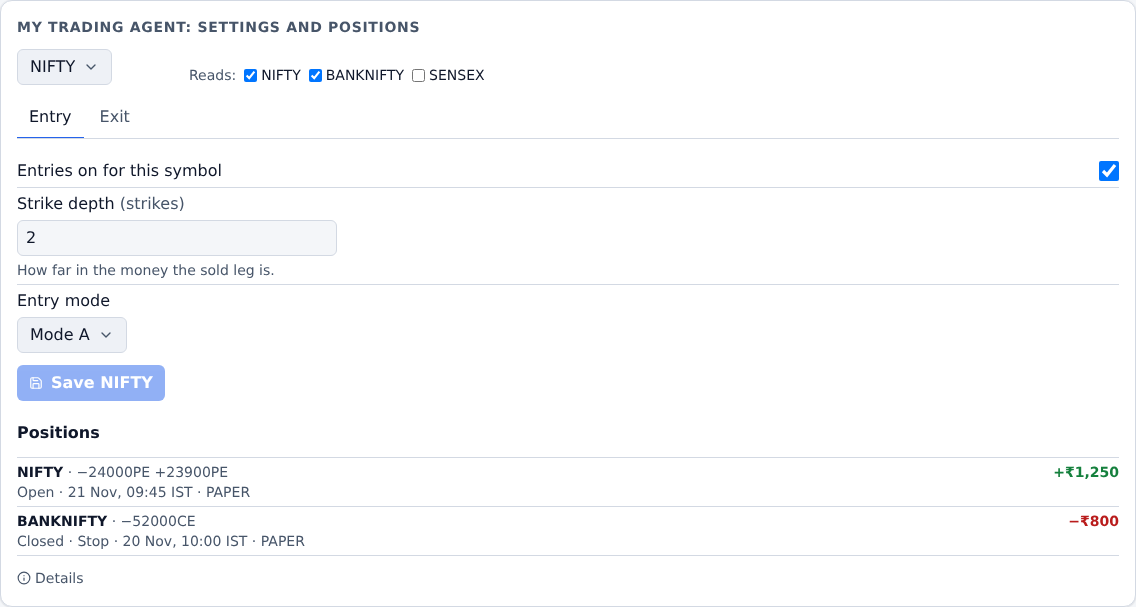 MY TRADING AGENT: SETTINGS AND POSITIONS
NIFTY
Reads: NIFTY BANKNIFTY SENSEX
Entry Exit
Entries on for this symbol
Strike depth (strikes)
2
How far in the money the sold leg is.
Entry mode
Mode A
Save NIFTY
Positions
NIFTY · −24000PE +23900PE +₹1,250
Open · 21 Nov, 09:45 IST · PAPER
BANKNIFTY · −52000CE −₹800
Closed · Stop · 20 Nov, 10:00 IST · PAPER
Details